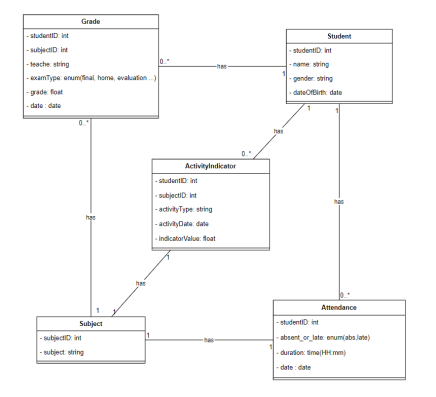 Grade
- studentID: int
- subjectID: int
- teache: string
- examType: enum(final, home, evaluation ...)
- grade: float
- date : date
0..*
has
1
Student
- studentID: int
- name: string
- gender: string
- dateOfBirth: date
0..*
1
1
has
0..*
ActivityIndicator
- studentID: int
- subjectID: int
- activityType: string
- activityDate: date
- indicatorValue: float
has
has
1
has
1
1
0..*
Subject
- subjectID: int
- subject: string
1
has
1
Attendance
- studentID: int
- absent_or_late: enum(abs,late)
- duration: time(HH:mm)
- date : date